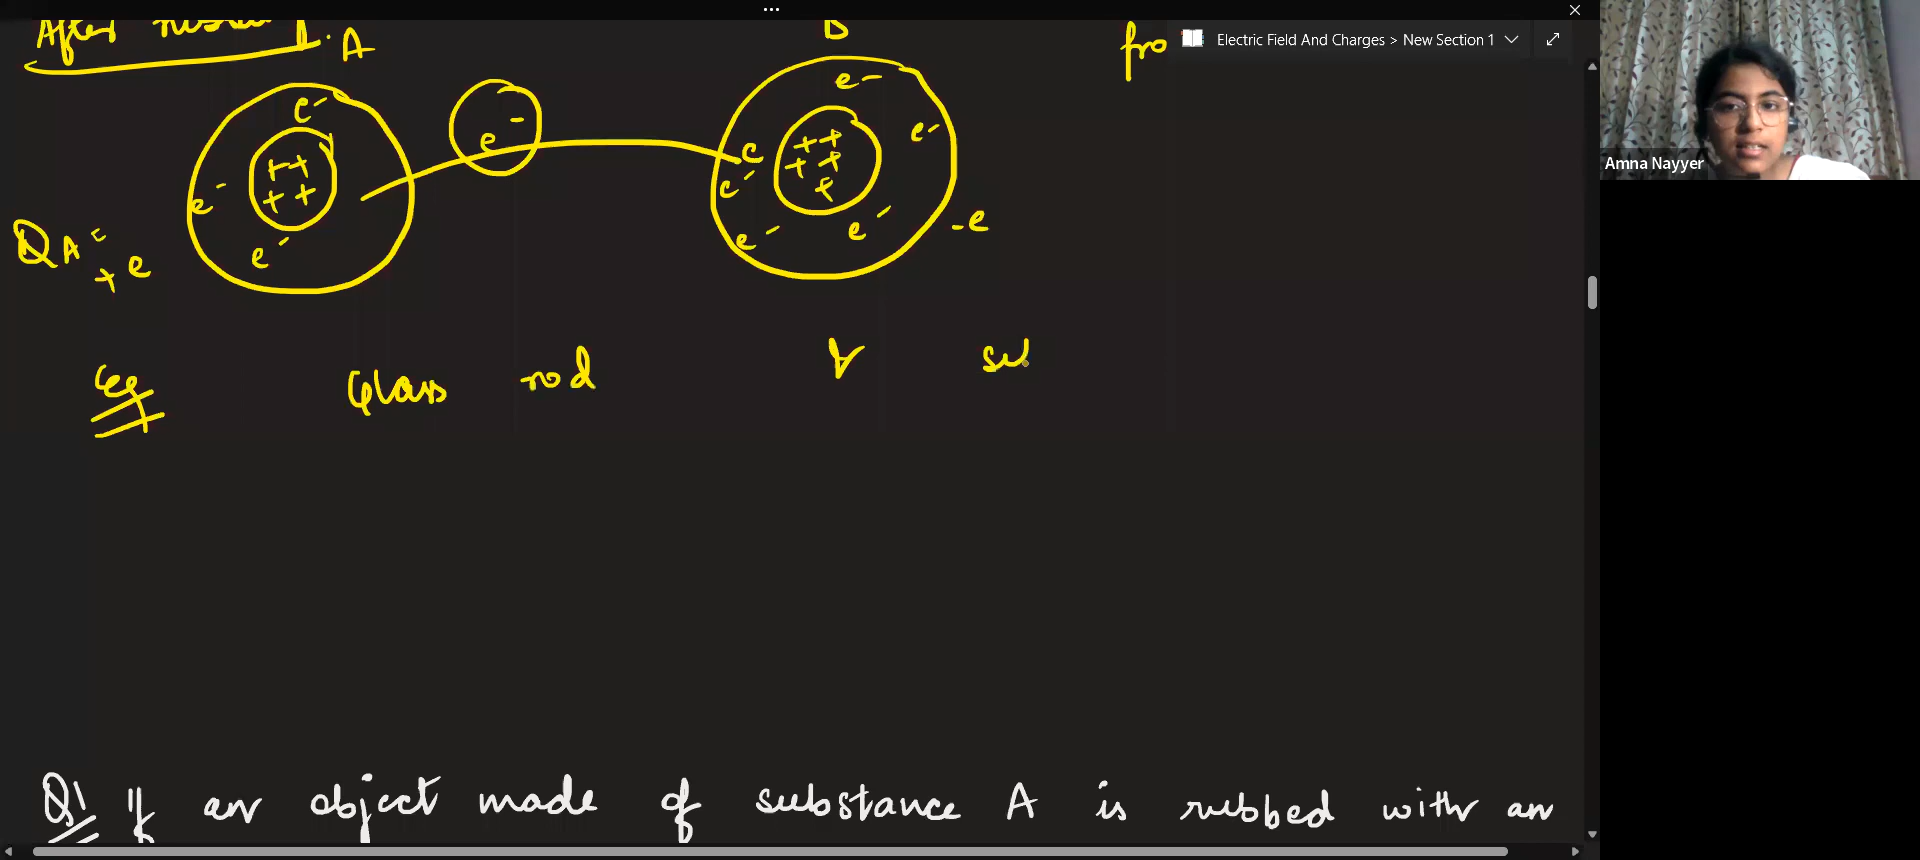 After A B fro Electric Field And Charges > New Section 1
e⁻ e⁻ e⁻
++ ++ e⁻
e⁻ ++ e e⁻ + + Amna Nayyer
++ e⁻ +
QA = e⁻ e⁻ e⁻ -e
+e
Eg Glass rod
Q1 If an object made of substance A is rubbed with an